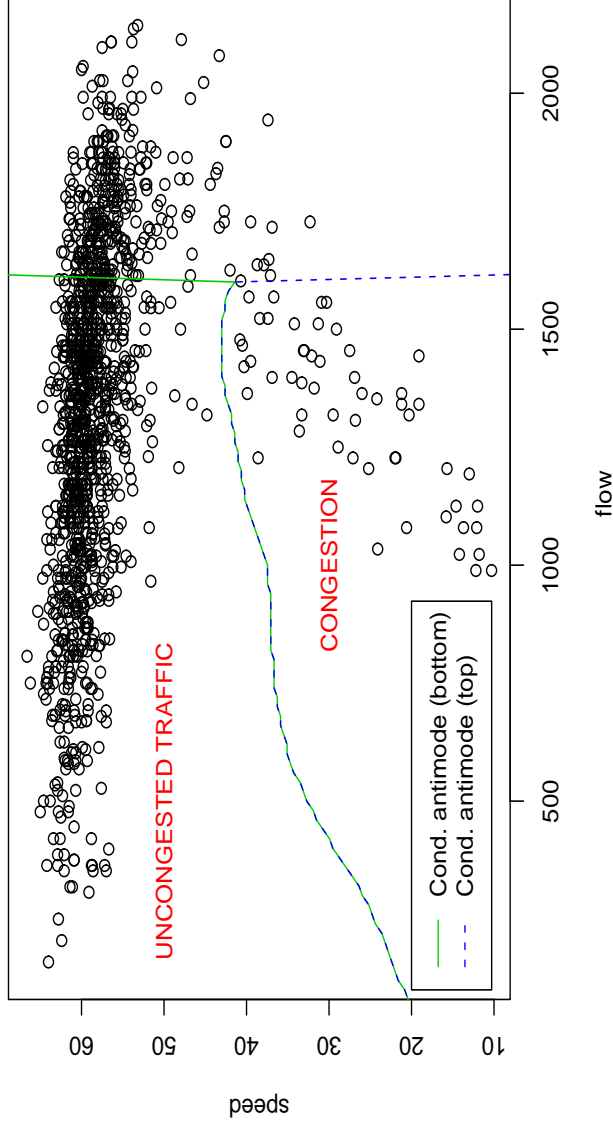 speed
60
50
40
30
20
10
UNCONGESTED TRAFFIC
CONGESTION
Cond. antimode (bottom)
Cond. antimode (top)
500
1000
1500
2000
flow